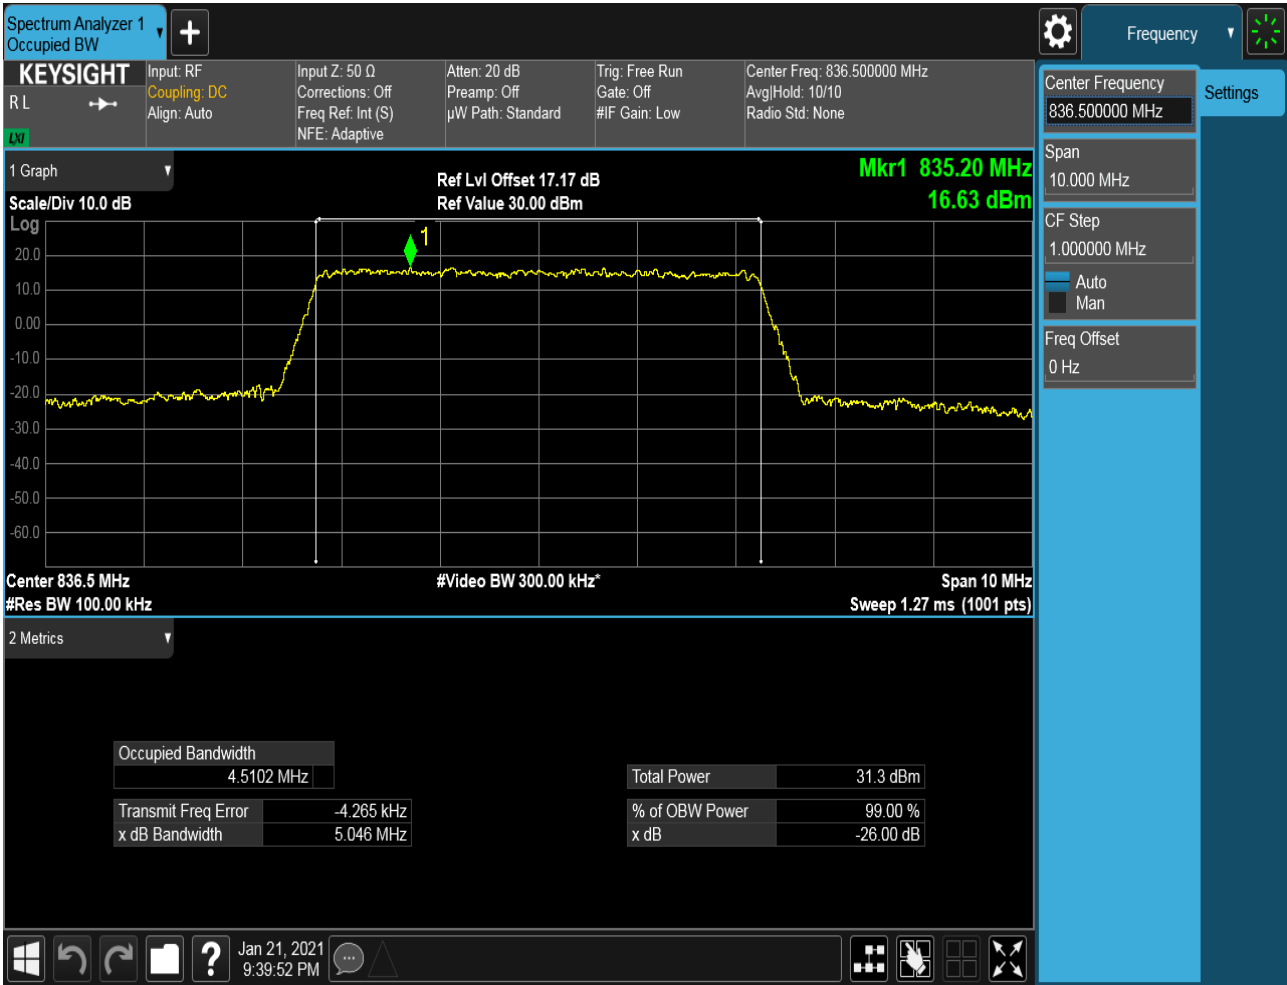 Spectrum Analyzer 1
Occupied BW
Frequency
KEYSIGHT
R L
LXI
Input: RF
Coupling: DC
Align: Auto
Input Z: 50 Ω
Corrections: Off
Freq Ref: Int (S)
NFE: Adaptive
Atten: 20 dB
Preamp: Off
µW Path: Standard
Trig: Free Run
Gate: Off
#IF Gain: Low
Center Freq: 836.500000 MHz
Avg|Hold: 10/10
Radio Std: None
Center Frequency
836.500000 MHz
Settings
Span
10.000 MHz
CF Step
1.000000 MHz
Auto
Man
Freq Offset
0 Hz
1 Graph
Scale/Div 10.0 dB
Log
Ref Lvl Offset 17.17 dB
Ref Value 30.00 dBm
Mkr1 835.20 MHz
16.63 dBm
1
20.0
10.0
0.00
-10.0
-20.0
-30.0
-40.0
-50.0
-60.0
Center 836.5 MHz
#Res BW 100.00 kHz
#Video BW 300.00 kHz*
Span 10 MHz
Sweep 1.27 ms (1001 pts)
2 Metrics
Occupied Bandwidth
4.5102 MHz
Transmit Freq Error -4.265 kHz
x dB Bandwidth 5.046 MHz
Total Power 31.3 dBm
% of OBW Power 99.00 %
x dB -26.00 dB
?
Jan 21, 2021
9:39:52 PM